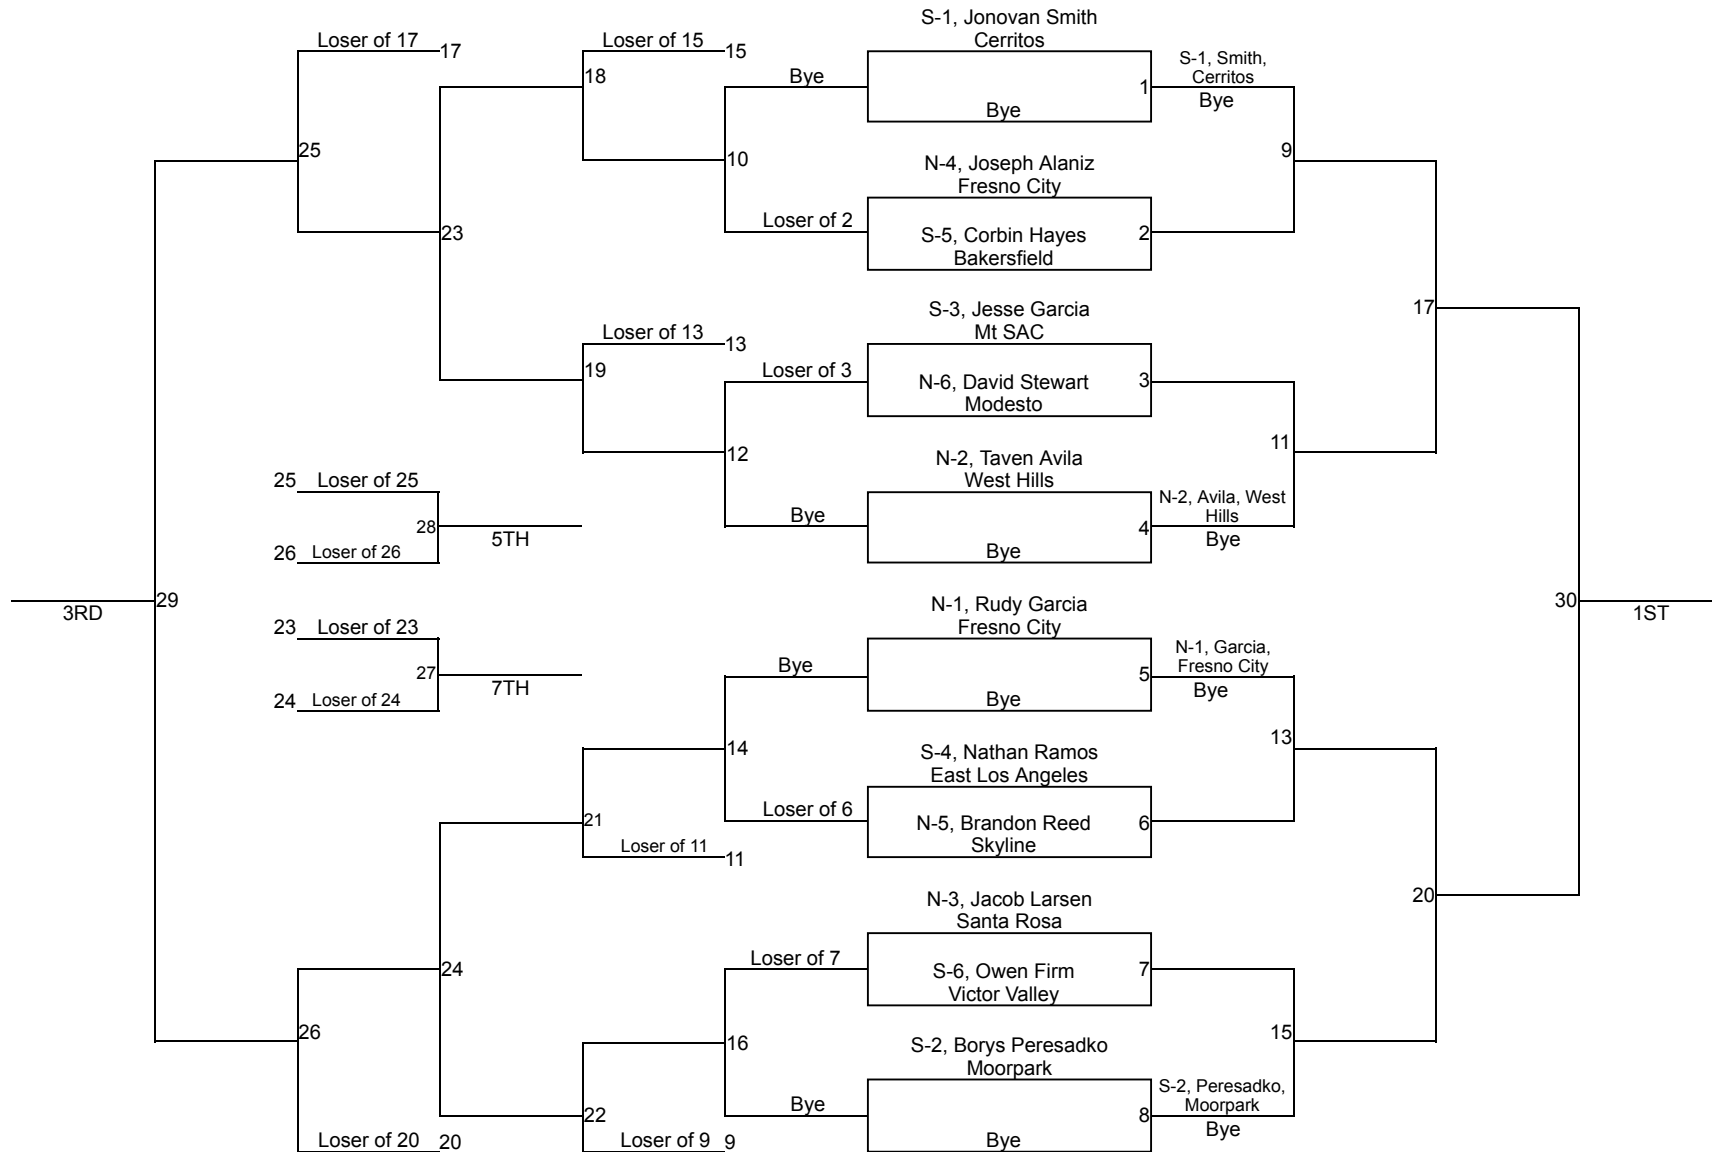 S-1, Jonovan Smith
Cerritos
Loser of 17
17
Loser of 15
15
18
Bye
1
Bye
S-1, Smith,
Cerritos
Bye
25
10
9
N-4, Joseph Alaniz
Fresno City
Loser of 2
S-5, Corbin Hayes
Bakersfield
2
23
S-3, Jesse Garcia
Mt SAC
17
Loser of 13
13
19
Loser of 3
N-6, David Stewart
Modesto
3
12
11
N-2, Taven Avila
West Hills
25
Loser of 25
N-2, Avila, West
Hills
Bye
4
Bye
Bye
28
5TH
26
Loser of 26
N-1, Rudy Garcia
Fresno City
3RD
29
30
1ST
23
Loser of 23
N-1, Garcia,
Fresno City
Bye
Bye
5
Bye
27
7TH
24
Loser of 24
14
13
S-4, Nathan Ramos
East Los Angeles
Loser of 6
N-5, Brandon Reed
Skyline
6
21
Loser of 11
11
N-3, Jacob Larsen
Santa Rosa
20
Loser of 7
S-6, Owen Firm
Victor Valley
7
24
26
16
15
S-2, Borys Peresadko
Moorpark
S-2, Peresadko,
Moorpark
Bye
Bye
8
Bye
22
Loser of 20
20
Loser of 9
9